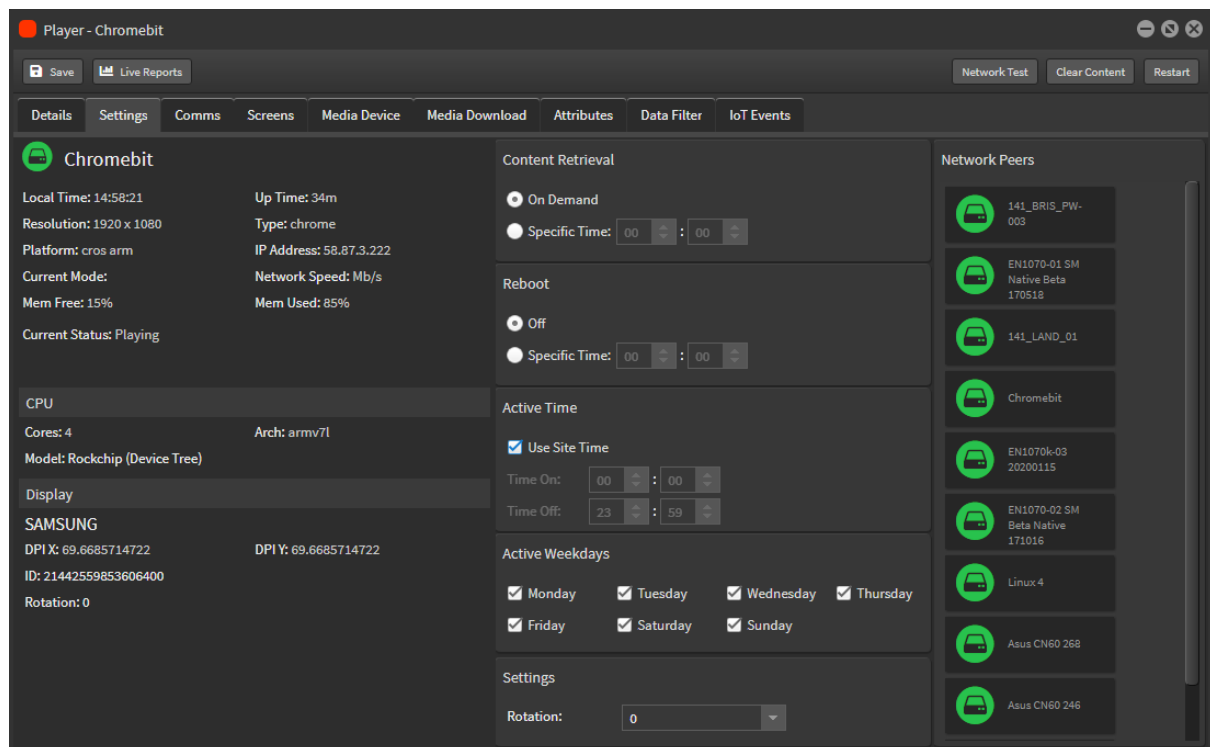 Player - Chromebit
Save
Live Reports
Network Test
Clear Content
Restart
Details
Settings
Comms
Screens
Media Device
Media Download
Attributes
Data Filter
IoT Events
Chromebit
Local Time: 14:58:21
Up Time: 34m
Resolution: 1920 x 1080
Type: chrome
Platform: cros arm
IP Address: 58.87.3.222
Current Mode:
Network Speed: Mb/s
Mem Free: 15%
Mem Used: 85%
Current Status: Playing
CPU
Cores: 4
Arch: armv7l
Model: Rockchip (Device Tree)
Display
SAMSUNG
DPI X: 69.6685714722
DPI Y: 69.6685714722
ID: 21442559853606400
Rotation: 0
Content Retrieval
On Demand
Specific Time: 00 : 00
Reboot
Off
Specific Time: 00 : 00
Active Time
Use Site Time
Time On: 00 : 00
Time Off: 23 : 59
Active Weekdays
Monday
Tuesday
Wednesday
Thursday
Friday
Saturday
Sunday
Settings
Rotation: 0
Network Peers
141_BRIS_PW-
003
EN1070-01 SM
Native Beta
170518
141_LAND_01
Chromebit
EN1070k-03
20200115
EN1070-02 SM
Beta Native
171016
Linux 4
Asus CN60 268
Asus CN60 246